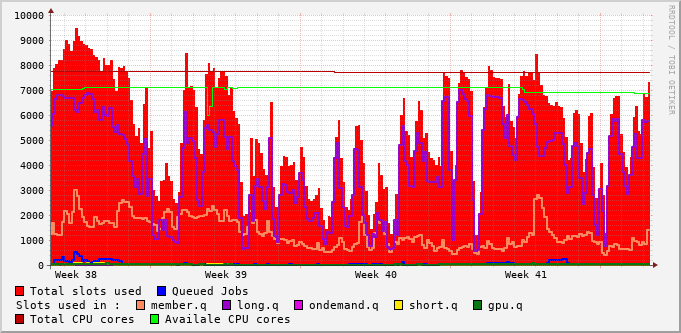 10000
9000
8000
7000
6000
5000
4000
3000
2000
1000
0
Week 38 Week 39 Week 40 Week 41
RRDTOOL / TOBI OETIKER
Total slots used Queued Jobs
Slots used in : member.q long.q ondemand.q short.q gpu.q
Total CPU cores Availale CPU cores